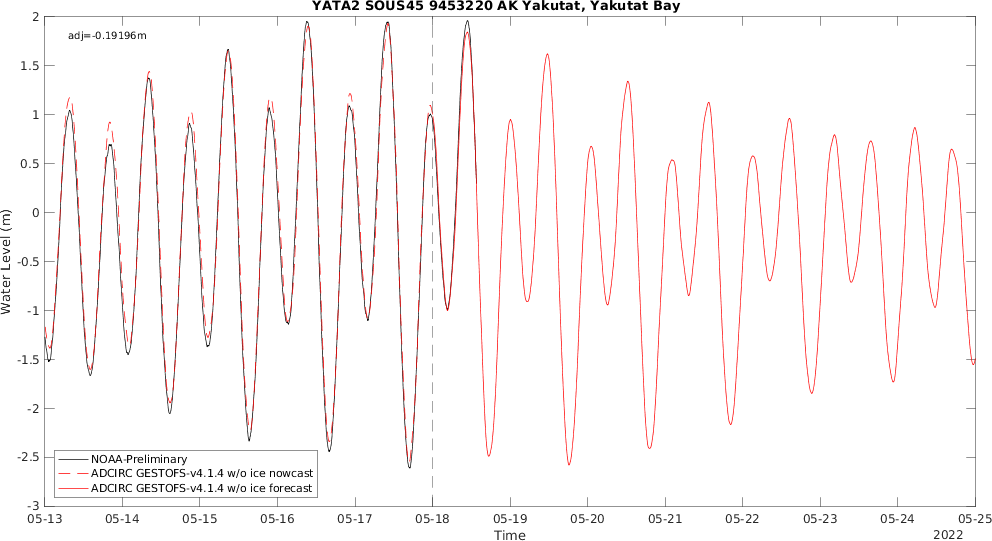 YATA2 SOUS45 9453220 AK Yakutat, Yakutat Bay
adj=-0.19196m
2
1.5
1
0.5
0
-0.5
-1
-1.5
-2
-2.5
-3
Water Level (m)
NOAA-Preliminary
ADCIRC GESTOFS-v4.1.4 w/o ice nowcast
ADCIRC GESTOFS-v4.1.4 w/o ice forecast
05-13 05-14 05-15 05-16 05-17 05-18 05-19 05-20 05-21 05-22 05-23 05-24 05-25
Time
2022